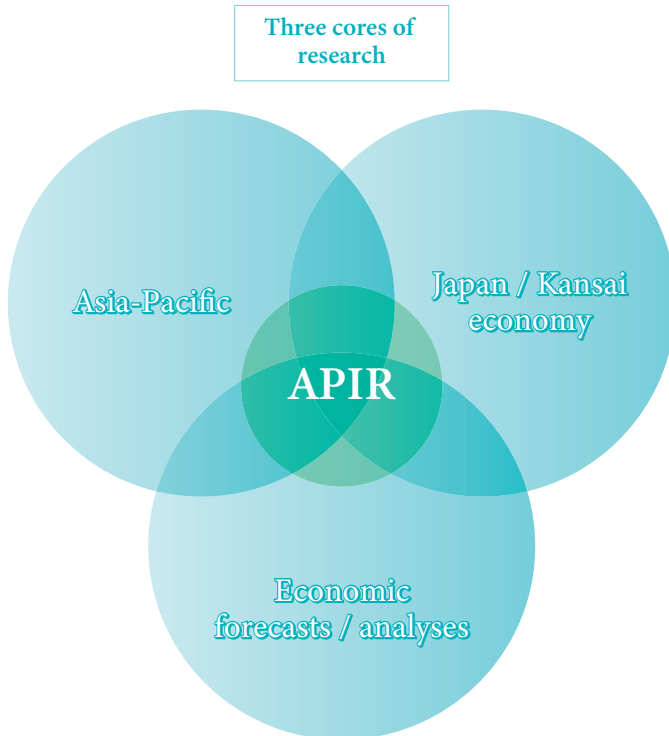 Three cores of
research
Asia-Pacific
Japan / Kansai
economy
APIR
Economic
forecasts / analyses